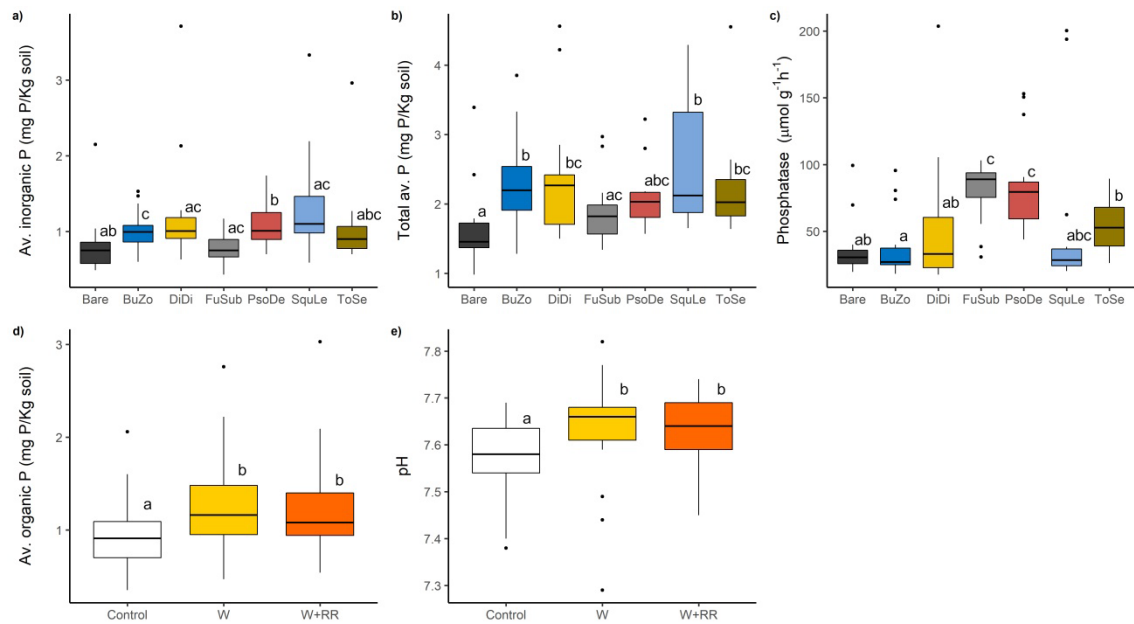 a)
Av. inorganic P (mg P/Kg soil)
3
2
1
ab
c
ac
ac
b
ac
abc
Bare BuZo DiDi FuSub PsoDe SquLe ToSe
b)
Total av. P (mg P/Kg soil)
4
3
2
1
a
b
bc
ac
abc
b
bc
Bare BuZo DiDi FuSub PsoDe SquLe ToSe
c)
Phosphatase (μmol g⁻¹h⁻¹)
200
150
100
50
ab
a
ab
c
c
abc
b
Bare BuZo DiDi FuSub PsoDe SquLe ToSe
d)
Av. organic P (mg P/Kg soil)
3
2
1
a
b
b
Control W W+RR
e)
pH
7.8
7.7
7.6
7.5
7.4
7.3
a
b
b
Control W W+RR